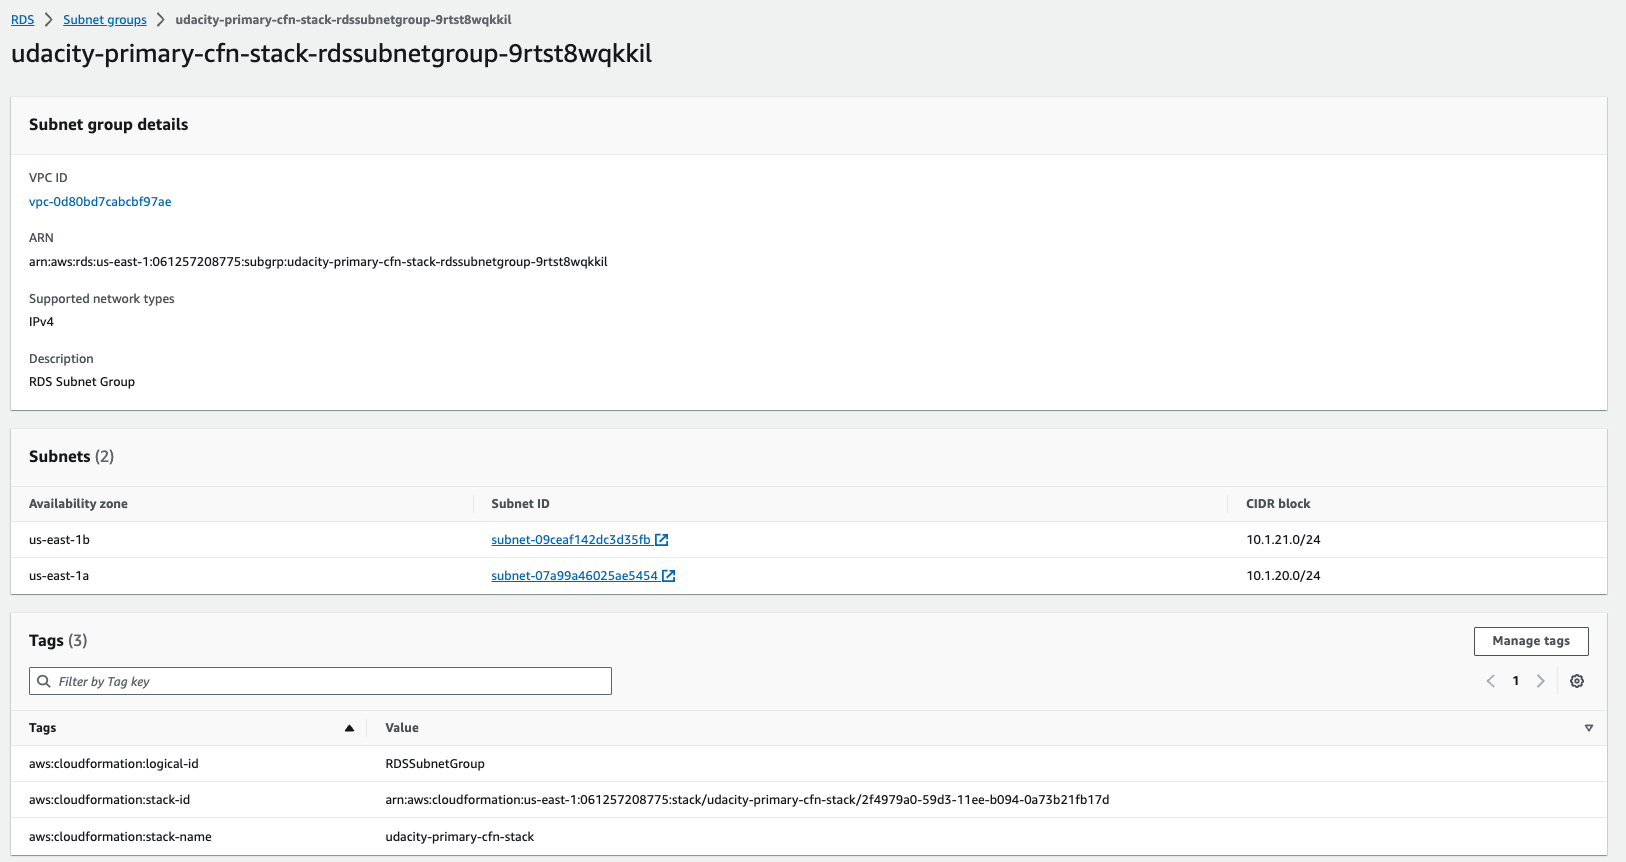 RDS > Subnet groups > udacity-primary-cfn-stack-rdssubnetgroup-9rtst8wqkkil
udacity-primary-cfn-stack-rdssubnetgroup-9rtst8wqkkil
Subnet group details
VPC ID
vpc-0d80bd7cabcbf97ae
ARN
arn:aws:rds:us-east-1:061257208775:subgrp:udacity-primary-cfn-stack-rdssubnetgroup-9rtst8wqkkil
Supported network types
IPv4
Description
RDS Subnet Group
Subnets (2)
Availability zone Subnet ID CIDR block
us-east-1b subnet-09ceaf142dc3d35fb 10.1.21.0/24
us-east-1a subnet-07a99a46025ae5454 10.1.20.0/24
Tags (3) Manage tags
Filter by Tag key 1
Tags Value
aws:cloudformation:logical-id RDSSubnetGroup
aws:cloudformation:stack-id arn:aws:cloudformation:us-east-1:061257208775:stack/udacity-primary-cfn-stack/2f4979a0-59d3-11ee-b094-0a73b21fb17d
aws:cloudformation:stack-name udacity-primary-cfn-stack